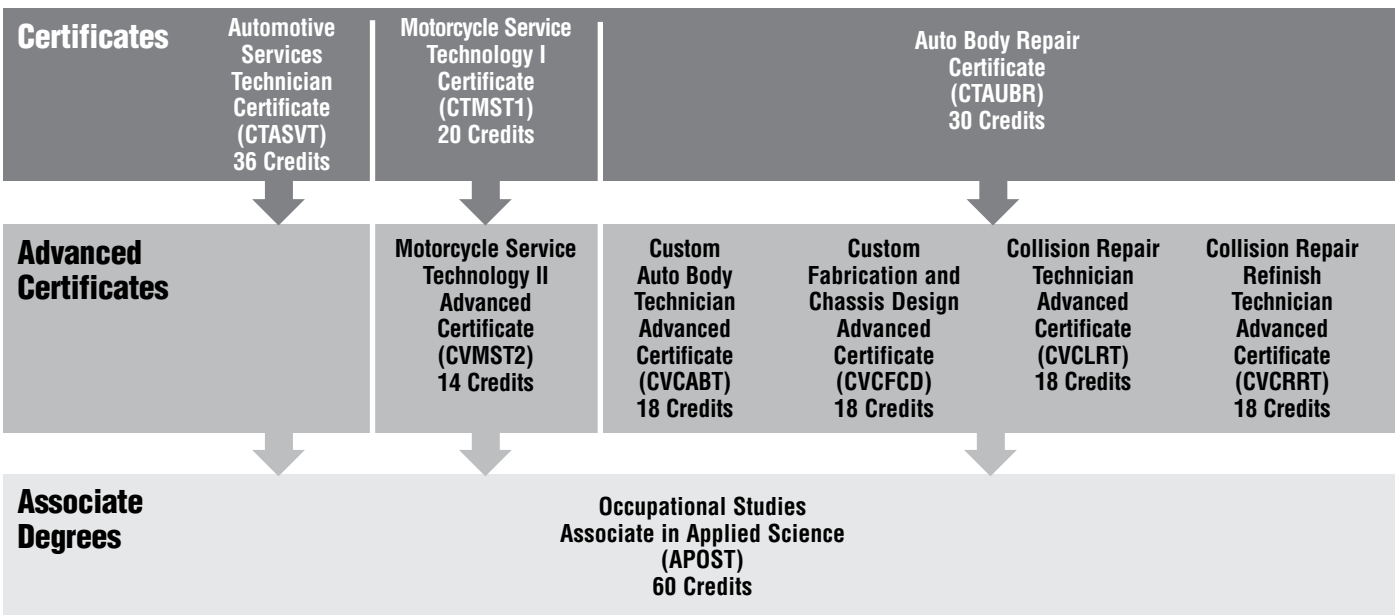 Certificates
Automotive
Services
Technician
Certificate
(CTASVT)
36 Credits
Motorcycle Service
Technology I
Certificate
(CTMST1)
20 Credits
Auto Body Repair
Certificate
(CTAUBR)
30 Credits
Advanced
Certificates
Motorcycle Service
Technology II
Advanced
Certificate
(CVMST2)
14 Credits
Custom
Auto Body
Technician
Advanced
Certificate
(CVCABT)
18 Credits
Custom
Fabrication and
Chassis Design
Advanced
Certificate
(CVCFCD)
18 Credits
Collision Repair
Technician
Advanced
Certificate
(CVCLRT)
18 Credits
Collision Repair
Refinish
Technician
Advanced
Certificate
(CVCRRT)
18 Credits
Associate
Degrees
Occupational Studies
Associate in Applied Science
(APOST)
60 Credits